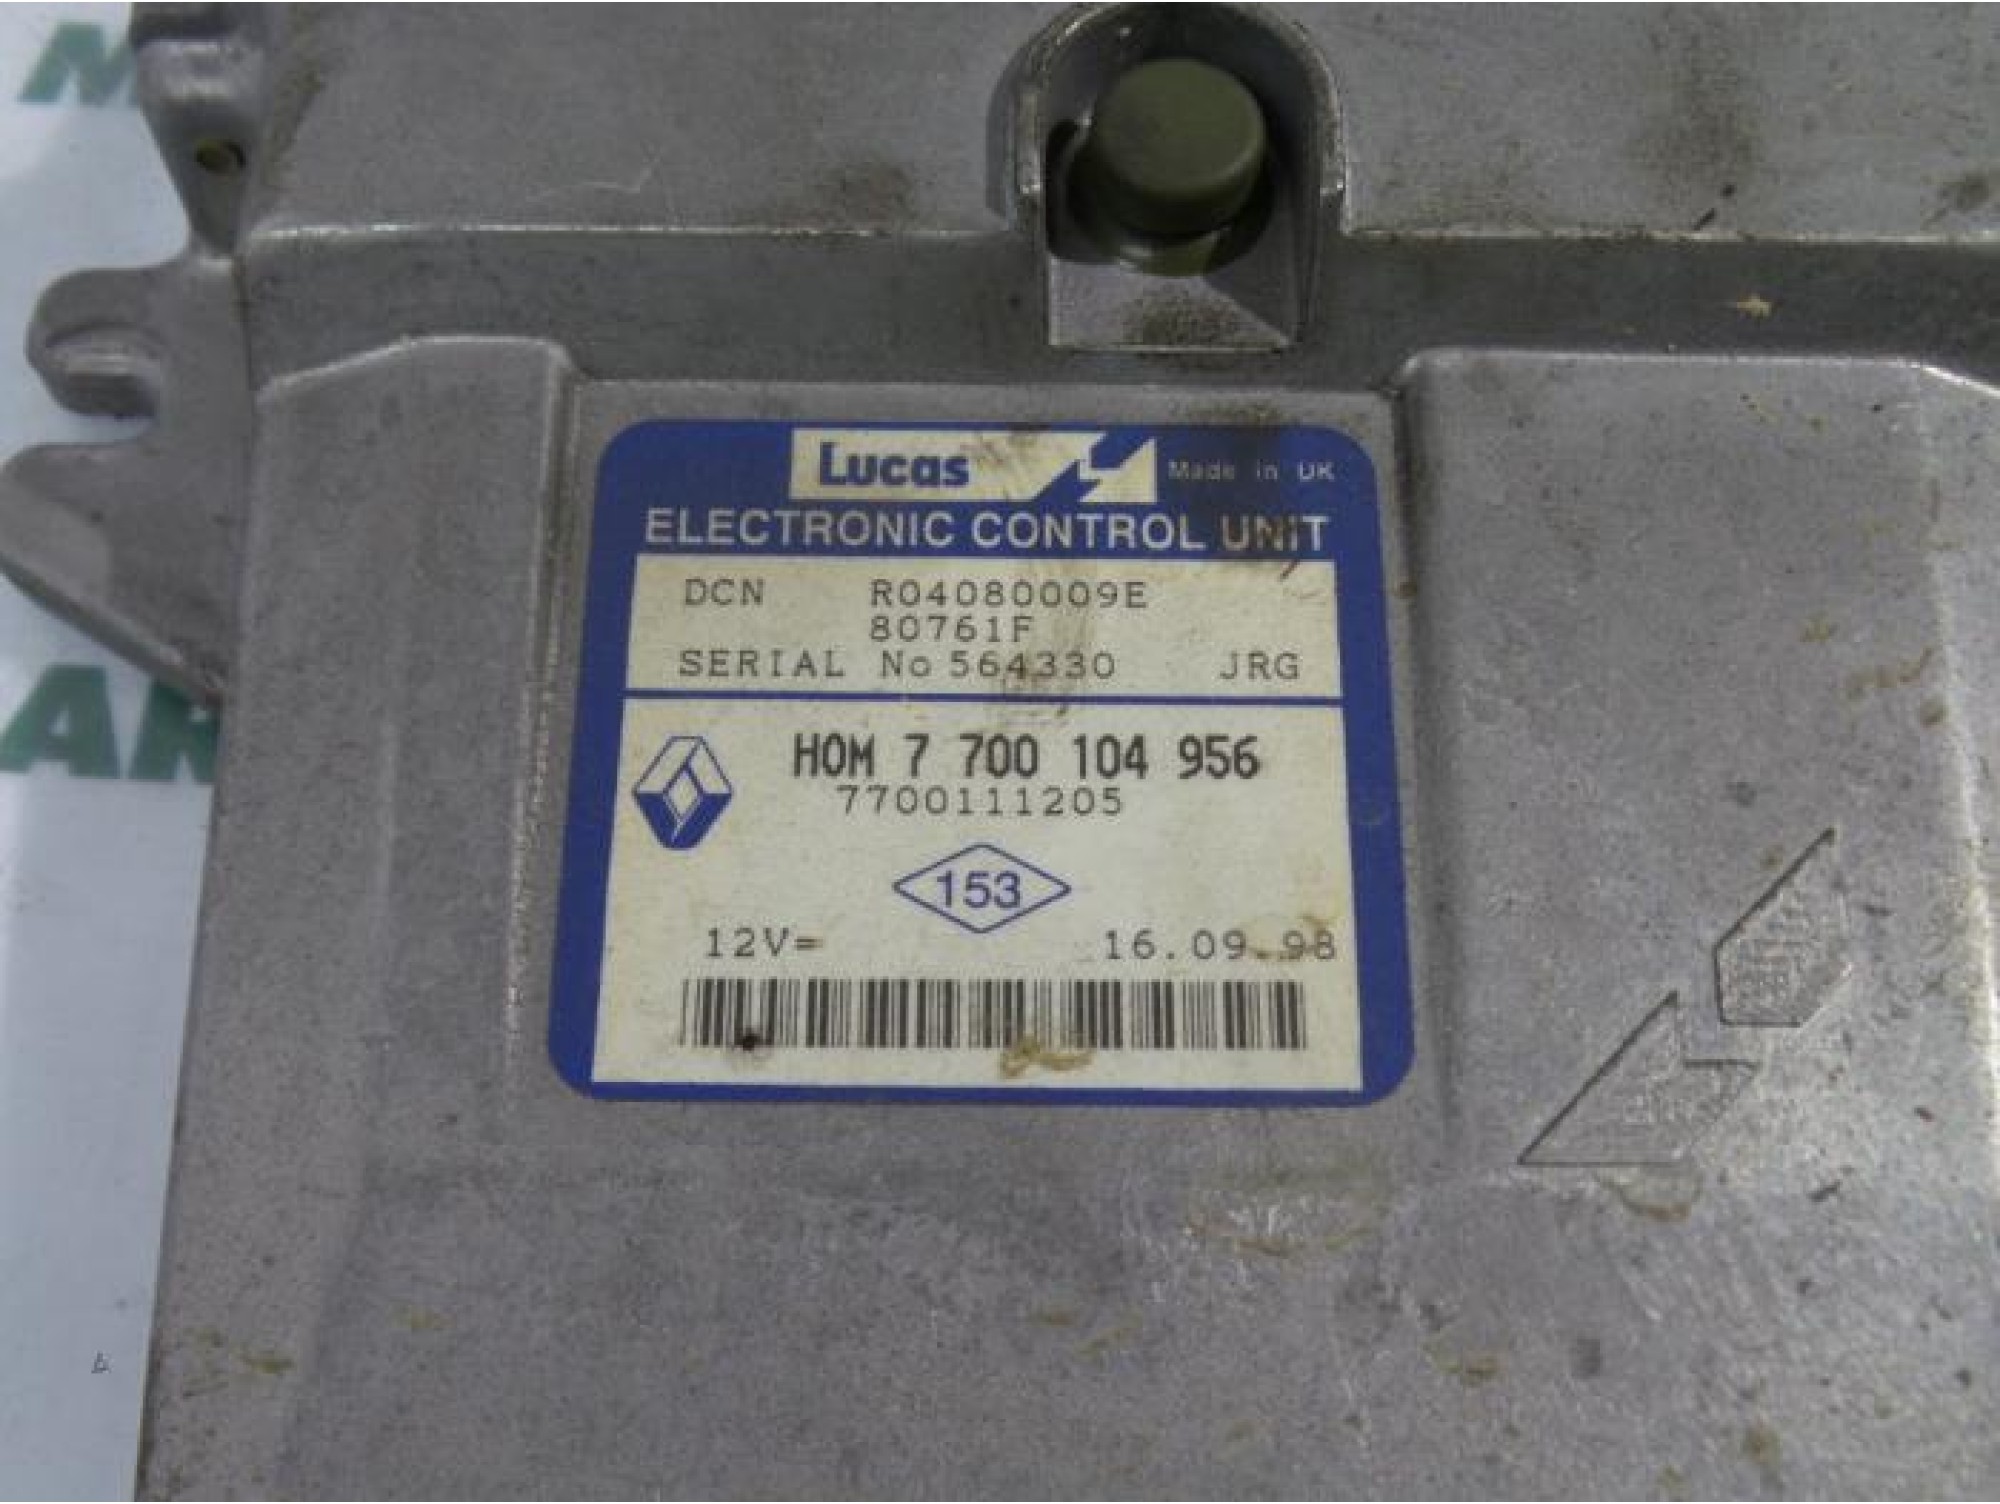 Lucas Made in UK
ELECTRONIC CONTROL UNIT
DCN R04080009E
80761F
SERIAL No 564330 JRG
HOM 7 700 104 956
7700111205
153
12V= 16.09.98